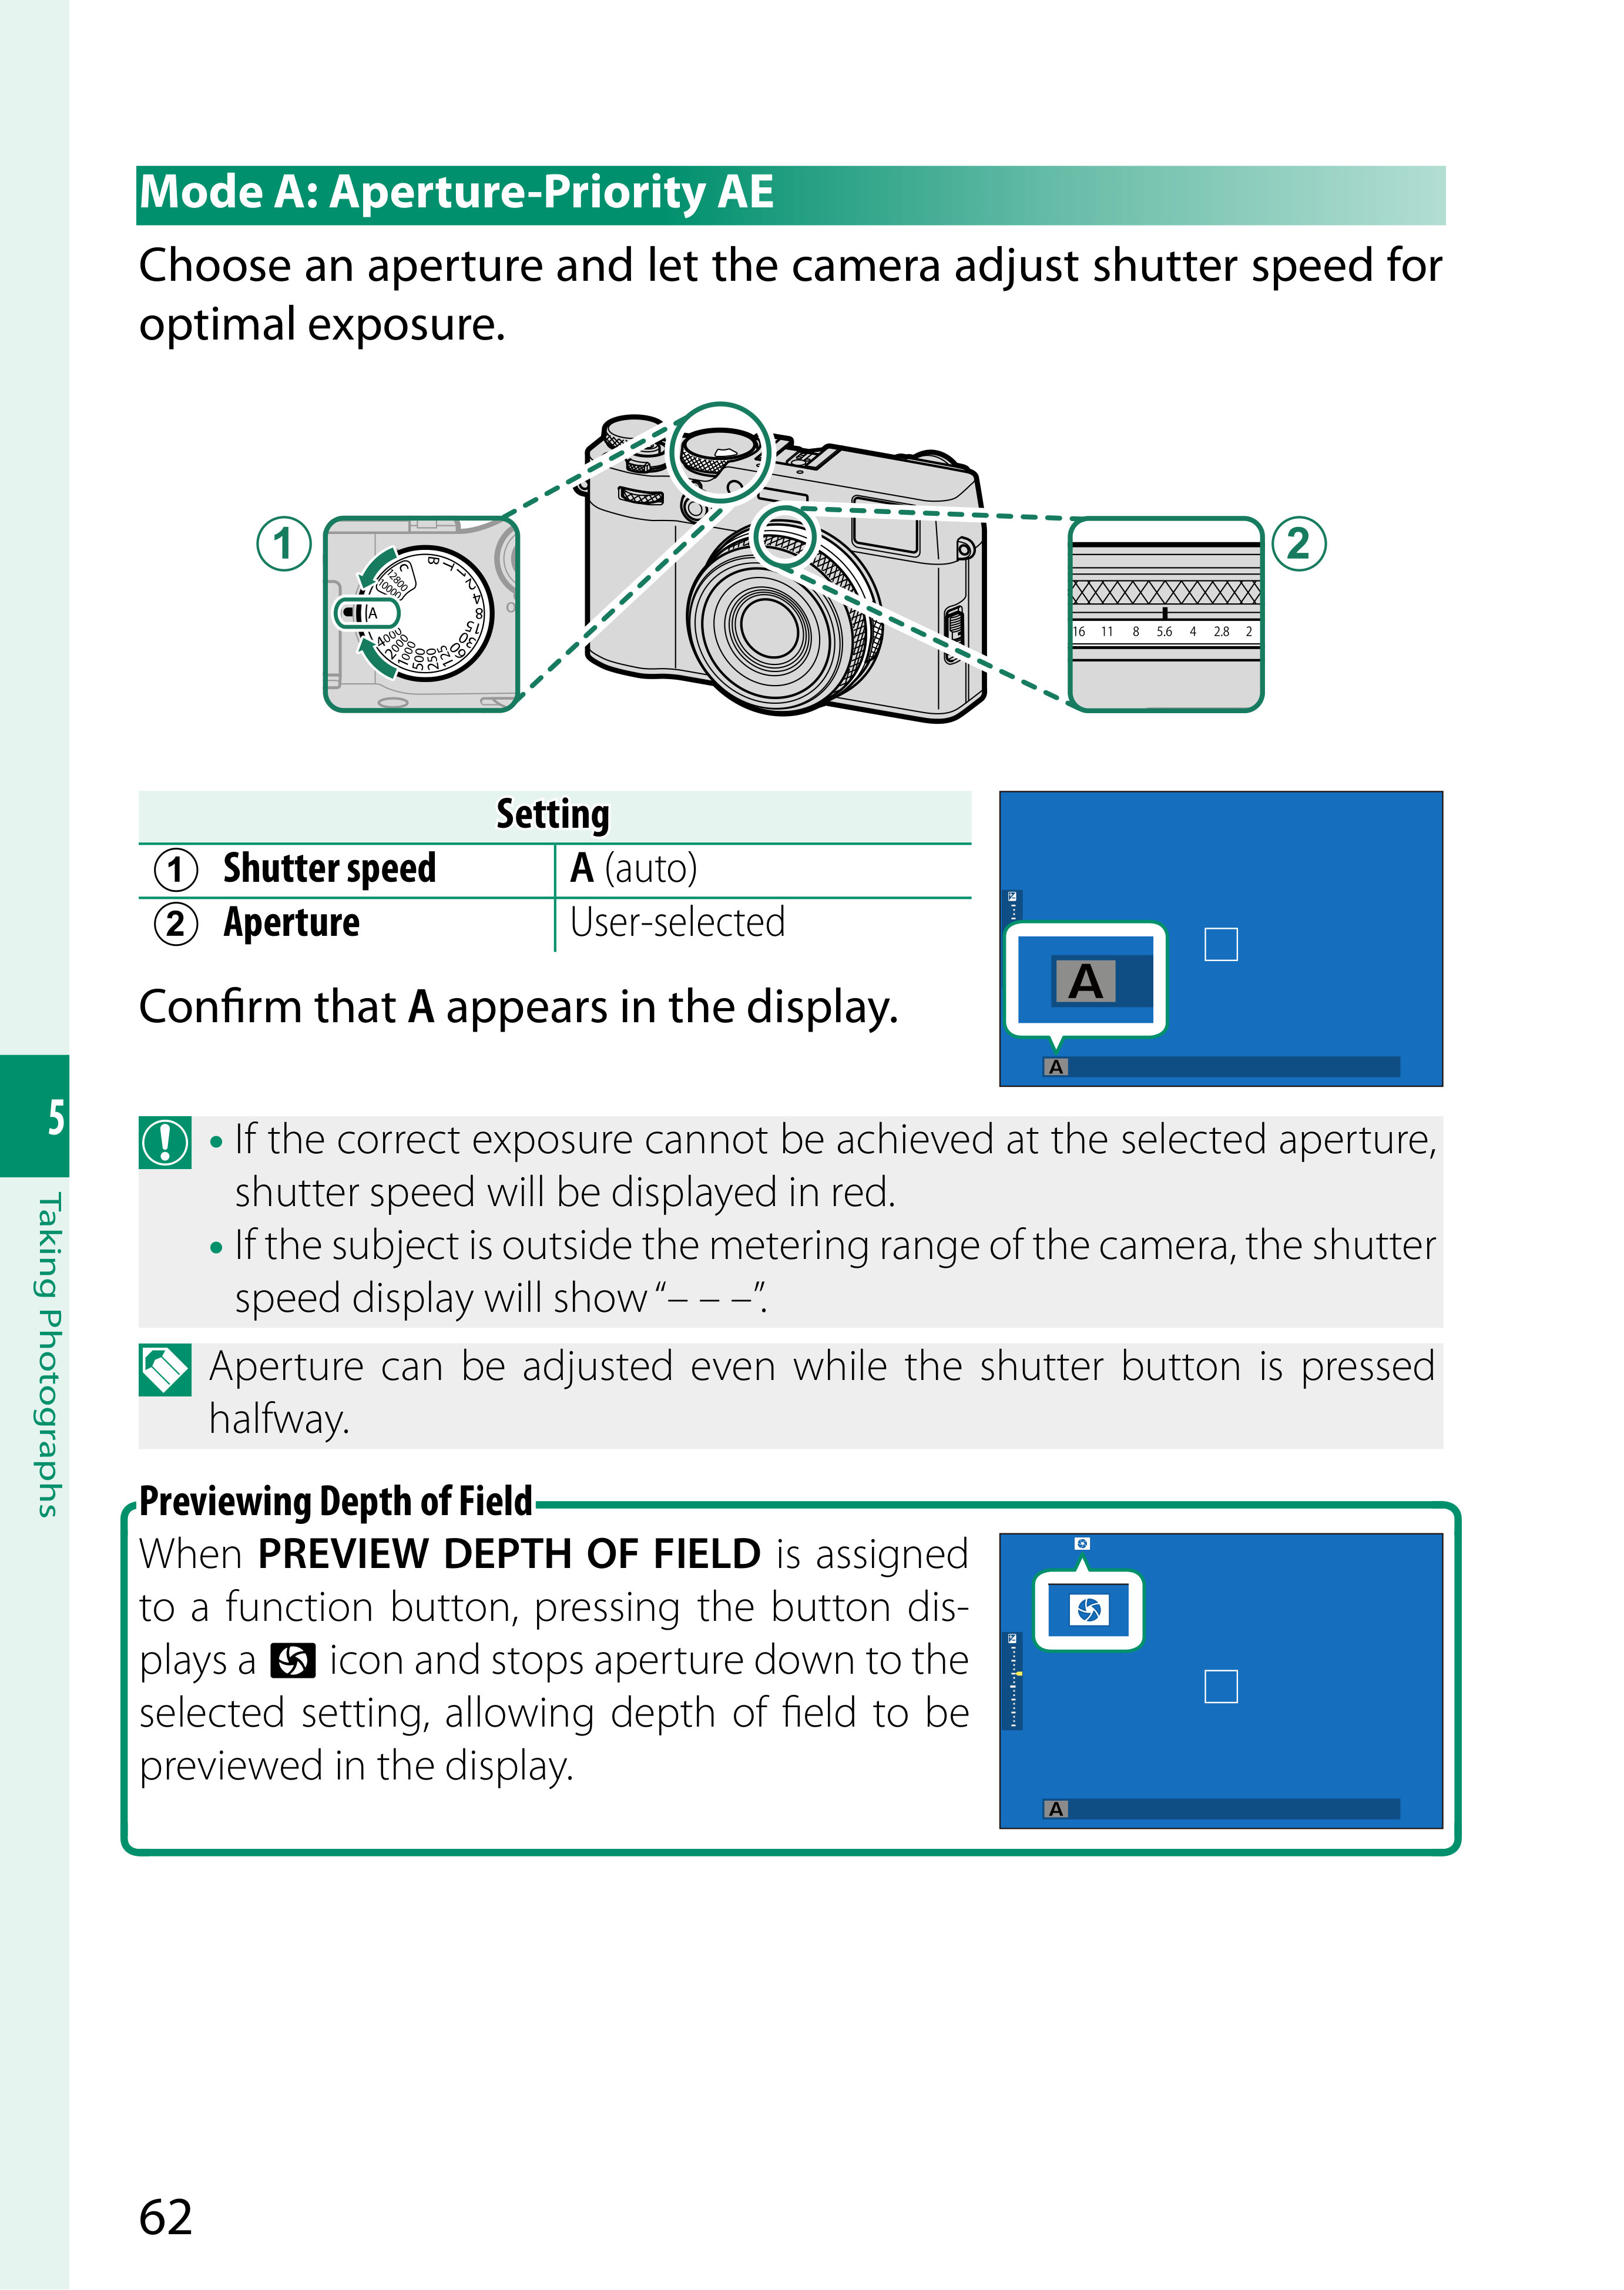 Mode A: Aperture-Priority AE
Choose an aperture and let the camera adjust shutter speed for
optimal exposure.
1
B T 1 2 4 8 15 30 60 125 250 500 1000 2000 4000 A
C
2
16 11 8 5.6 4 2.8 2
Setting
1 Shutter speed A (auto)
2 Aperture User-selected
Confirm that A appears in the display.
A
A
• If the correct exposure cannot be achieved at the selected aperture,
shutter speed will be displayed in red.
• If the subject is outside the metering range of the camera, the shutter
speed display will show “– – –”.
Aperture can be adjusted even while the shutter button is pressed
halfway.
Previewing Depth of Field
When PREVIEW DEPTH OF FIELD is assigned
to a function button, pressing the button dis-
plays a icon and stops aperture down to the
selected setting, allowing depth of field to be
previewed in the display.
A
5
Taking Photographs
62